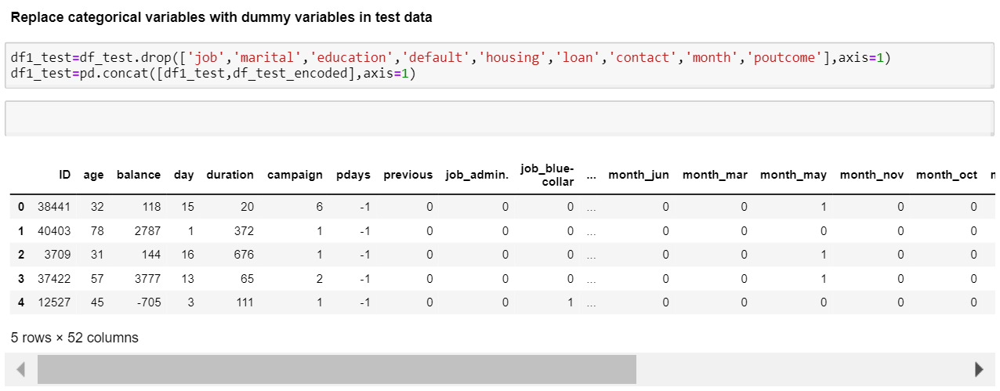 Replace categorical variables with dummy variables in test data
df1_test=df_test.drop(['job','marital','education','default','housing','loan','contact','month','poutcome'],axis=1)
df1_test=pd.concat([df1_test,df_test_encoded],axis=1)
ID age balance day duration campaign pdays previous job_admin. job_blue-collar ... month_jun month_mar month_may month_nov month_oct
0 38441 32 118 15 20 6 -1 0 0 0 ... 0 0 1 0 0
1 40403 78 2787 1 372 1 -1 0 0 0 ... 0 0 0 0 0
2 3709 31 144 16 676 1 -1 0 0 0 ... 0 0 1 0 0
3 37422 57 3777 13 65 2 -1 0 0 0 ... 0 0 1 0 0
4 12527 45 -705 3 111 1 -1 0 0 1 ... 0 0 0 0 0
5 rows × 52 columns